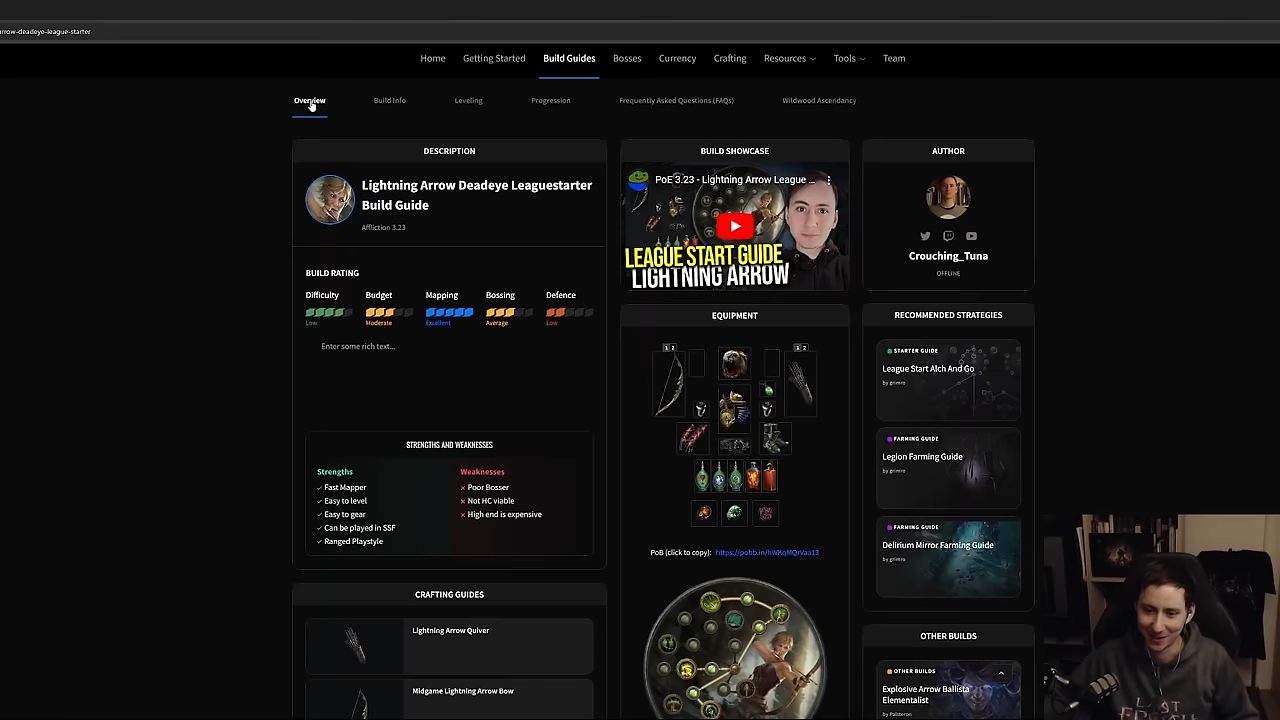 rrow-deadeye-league-starter
Home Getting Started Build Guides Bosses Currency Crafting Resources Tools Team
Overview Build Info Leveling Progression Frequently Asked Questions (FAQs) Wildwood Ascendancy
DESCRIPTION
Lightning Arrow Deadeye Leaguestarter
Build Guide
Affliction 3.23
BUILD RATING
Difficulty Budget Mapping Bossing Defence
Low Moderate Excellent Average Low
Enter some rich text...
STRENGTHS AND WEAKNESSES
Strengths
✓ Fast Mapper
✓ Easy to level
✓ Easy to gear
✓ Can be played in SSF
✓ Ranged Playstyle
Weaknesses
× Poor Bosser
× Not HC viable
× High end is expensive
CRAFTING GUIDES
Lightning Arrow Quiver
Midgame Lightning Arrow Bow
BUILD SHOWCASE
PoE 3.23 - Lightning Arrow League ...
LEAGUE START GUIDE
LIGHTNING ARROW
EQUIPMENT
1 2
1 2
PoB (click to copy): https://pobb.in/hWKqMQrVaa13
AUTHOR
Crouching_Tuna
OFFLINE
RECOMMENDED STRATEGIES
STARTER GUIDE
League Start Alch And Go
by grimro
FARMING GUIDE
Legion Farming Guide
by grimro
FARMING GUIDE
Delirium Mirror Farming Guide
by grimro
OTHER BUILDS
OTHER BUILDS
Explosive Arrow Ballista
Elementalist
by Palsteron
LAST
EPOCH